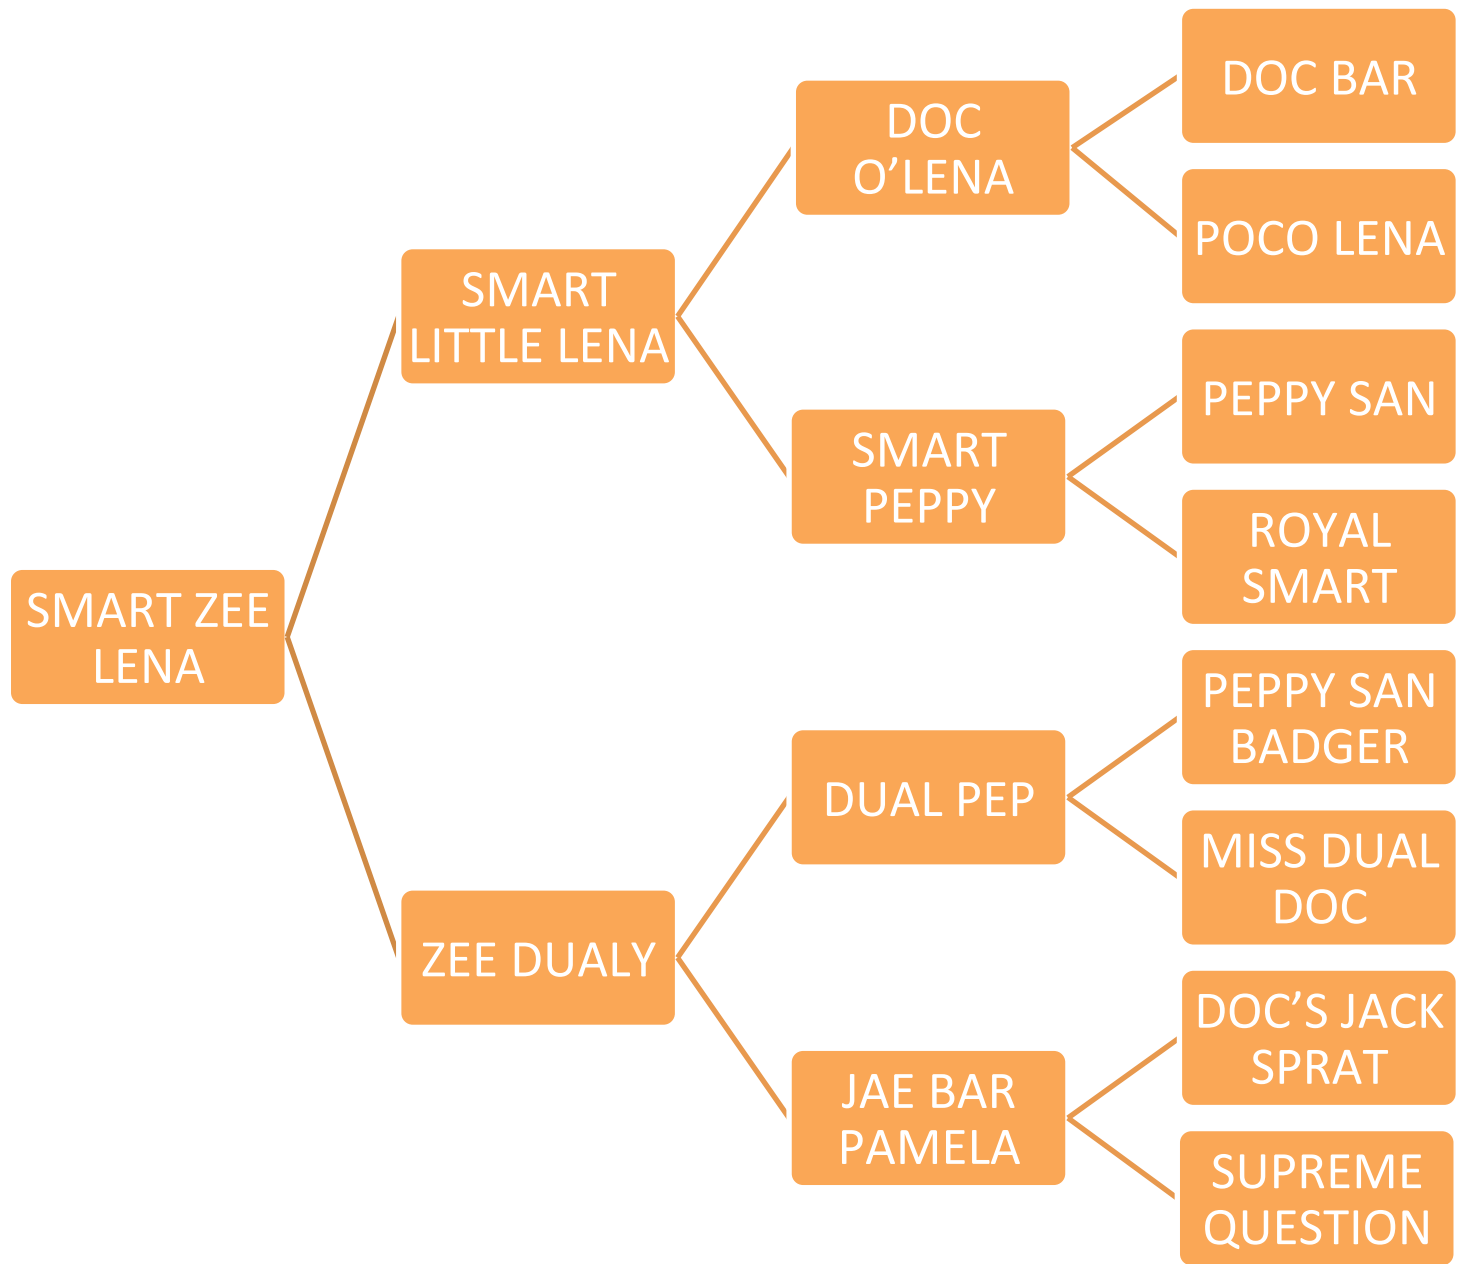 DOC BAR
DOC
O’LENA
POCO LENA
SMART
LITTLE LENA
PEPPY SAN
SMART
PEPPY
ROYAL
SMART
SMART ZEE
LENA
PEPPY SAN
BADGER
DUAL PEP
MISS DUAL
DOC
ZEE DUALY
DOC’S JACK
SPRAT
JAE BAR
PAMELA
SUPREME
QUESTION